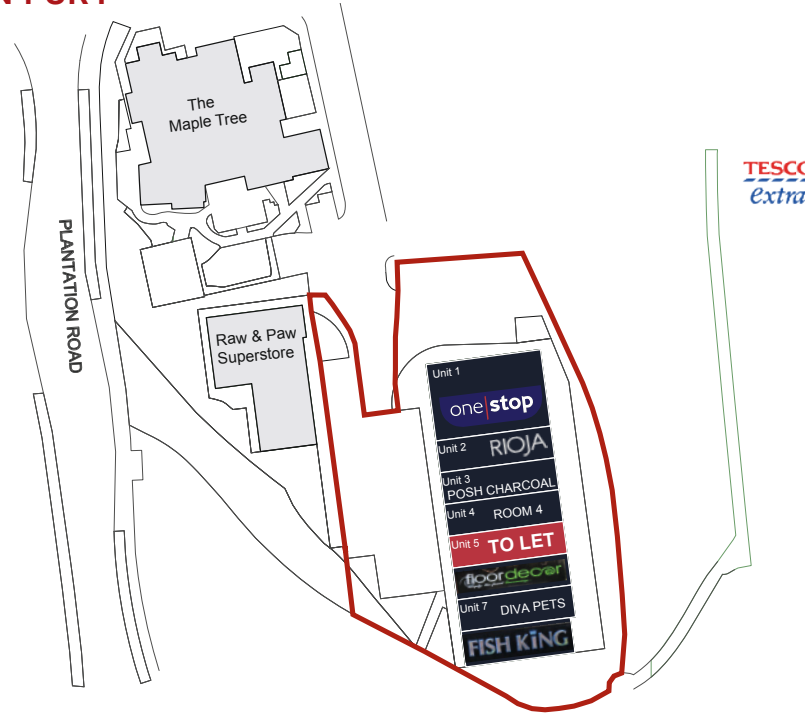 The
Maple Tree
TESCO
extra
PLANTATION ROAD
Raw & Paw
Superstore
Unit 1
one|stop
Unit 2 RIOJA
Unit 3
POSH CHARCOAL
Unit 4 ROOM 4
Unit 5 TO LET
floordecor
Unit 7 DIVA PETS
FISH KING